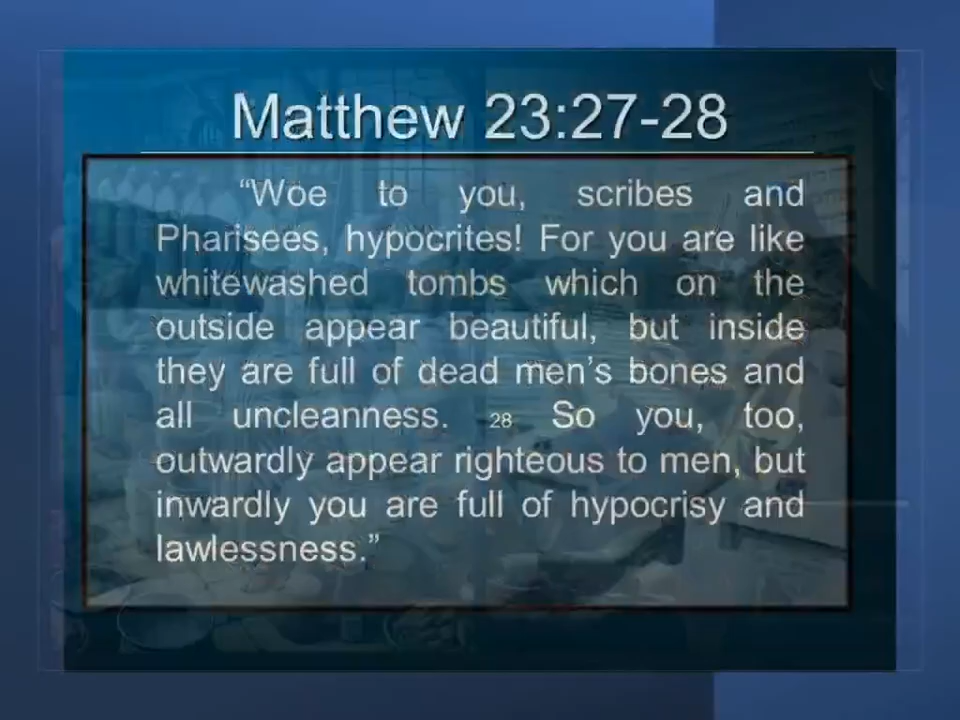 Matthew 23:27-28
“Woe to you, scribes and
Pharisees, hypocrites! For you are like
whitewashed tombs which on the
outside appear beautiful, but inside
they are full of dead men’s bones and
all uncleanness. 28 So you, too,
outwardly appear righteous to men, but
inwardly you are full of hypocrisy and
lawlessness.”